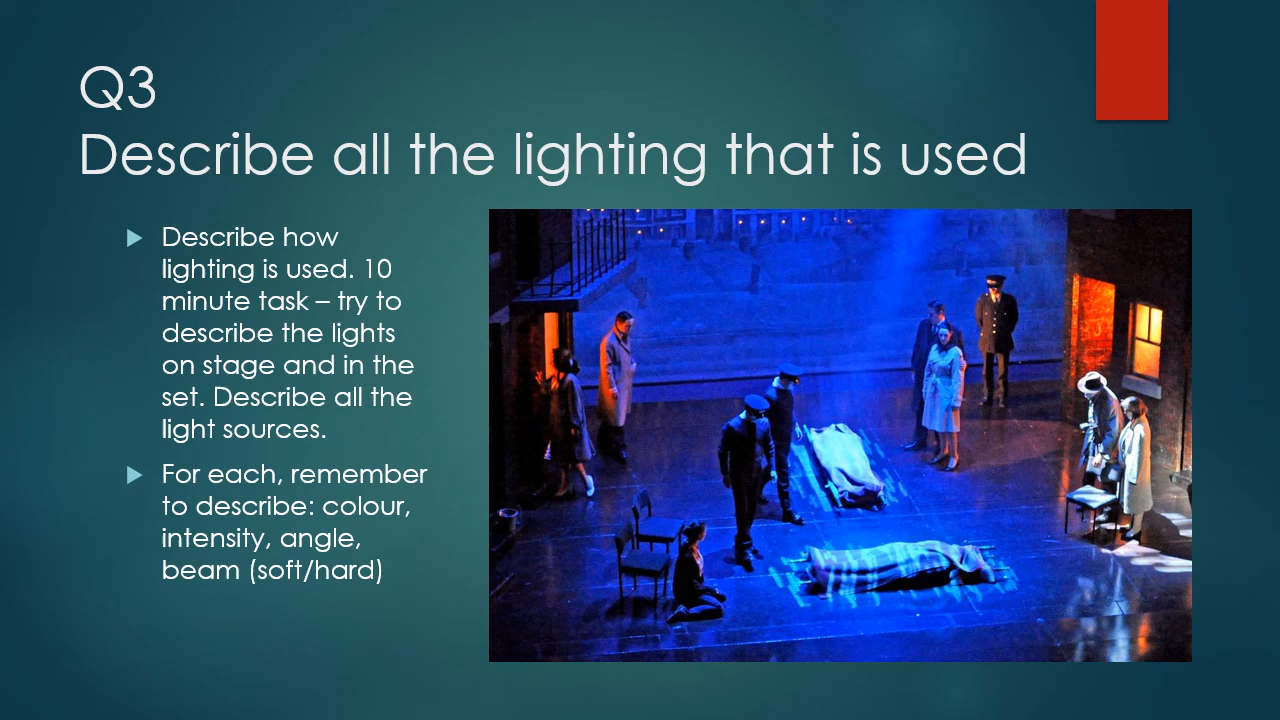 Q3
Describe all the lighting that is used
Describe how
lighting is used. 10
minute task – try to
describe the lights
on stage and in the
set. Describe all the
light sources.
For each, remember
to describe: colour,
intensity, angle,
beam (soft/hard)